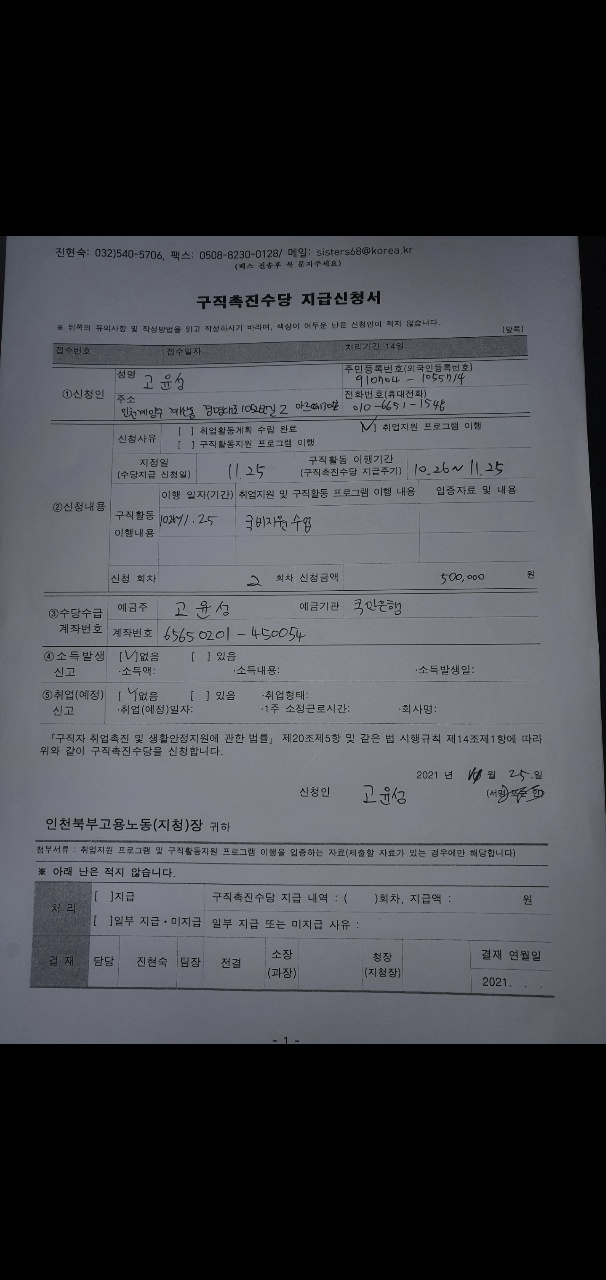 진현숙: 032)540-5706, 팩스: 0508-8230-0128/ 메일: sisters68@korea.kr
(팩스 전송후 꼭 문자주세요)
구직촉진수당 지급신청서
※ 뒤쪽의 유의사항 및 작성방법을 읽고 작성하시기 바라며, 색상이 어두운 난은 신청인이 적지 않습니다.
(앞쪽)
접수번호 접수일자 처리기간 14일
①신청인 성명 고윤성 주민등록번호(외국인등록번호) 910704 - 1055714
주소 인천계양구 계산동 전화번호(휴대전화) 010-6651-1548
②신청내용 신청사유 [ ] 취업활동계획 수립 완료 [V] 취업지원 프로그램 이행
[ ] 구직활동지원 프로그램 이행
지정일 (수당지급 신청일) 11.25 구직활동 이행기간 (구직촉진수당 지급주기) 10.26~11.25
구직활동 이행내용 이행 일자(기간) 취업지원 및 구직활동 프로그램 이행 내용 입증자료 및 내용
국비지원수업
신청 회차 2 회차 신청금액 500,000 원
③수당수급 계좌번호 예금주 고윤성 예금기관 국민은행
계좌번호 65650201-450054
④소득발생 신고 [V]없음 [ ] 있음
·소득액: ·소득내용: ·소득발생일:
⑤취업(예정) 신고 [V]없음 [ ] 있음 ·취업형태:
·취업(예정)일자: ·1주 소정근로시간: ·회사명:
「구직자 취업촉진 및 생활안정지원에 관한 법률」 제20조제5항 및 같은 법 시행규칙 제14조제1항에 따라
위와 같이 구직촉진수당을 신청합니다.
2021 년 11 월 25.일
신청인 고윤성 (서명 또는 인)
인천북부고용노동(지청)장 귀하
첨부서류 : 취업지원 프로그램 및 구직활동지원 프로그램 이행을 입증하는 자료(제출할 자료가 있는 경우에만 해당합니다)
※ 아래 난은 적지 않습니다.
처 리 [ ]지급 구직촉진수당 지급 내역 : ( )회차, 지급액 : 원
[ ]일부 지급·미지급 일부 지급 또는 미지급 사유 :
결 재 담당 진현숙 팀장 전결 소장 (과장) 청장 (지청장) 결재 연월일
2021. . .
- 1 -